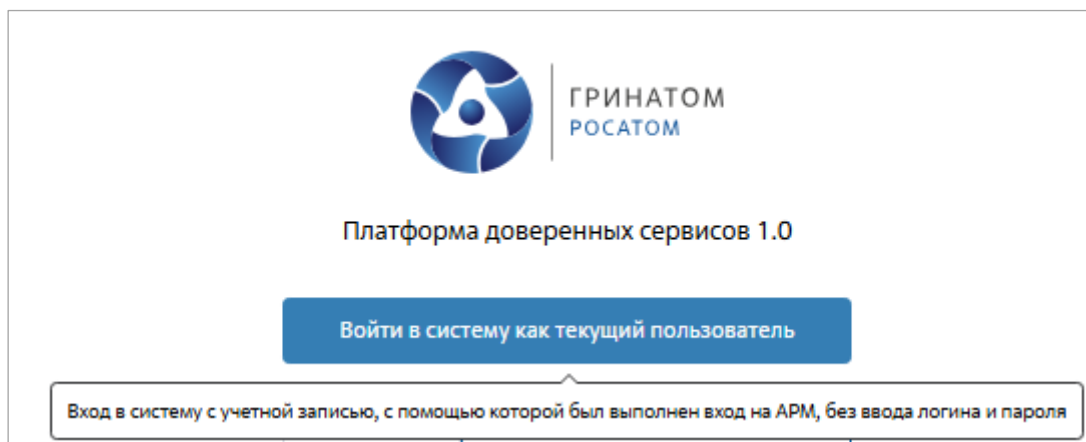 ГРИНАТОМ
РОСАТОМ
Платформа доверенных сервисов 1.0
Войти в систему как текущий пользователь
Вход в систему с учетной записью, с помощью которой был выполнен вход на АРМ, без ввода логина и пароля